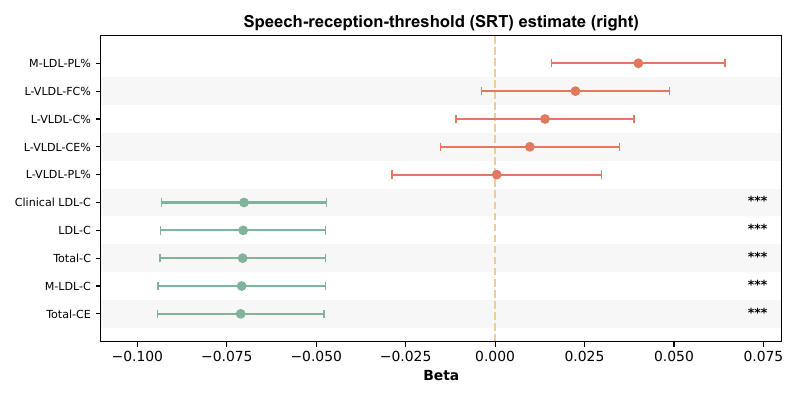 Speech-reception-threshold (SRT) estimate (right)
M-LDL-PL%
L-VLDL-FC%
L-VLDL-C%
L-VLDL-CE%
L-VLDL-PL%
Clinical LDL-C ***
LDL-C ***
Total-C ***
M-LDL-C ***
Total-CE ***
−0.100 −0.075 −0.050 −0.025 0.000 0.025 0.050 0.075
Beta